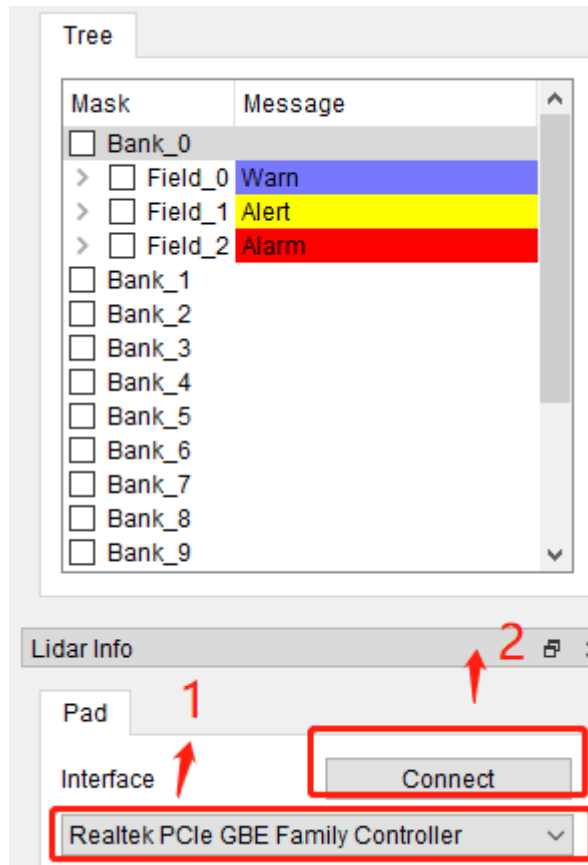 Tree
Mask Message
Bank_0
Field_0 Warn
Field_1 Alert
Field_2 Alarm
Bank_1
Bank_2
Bank_3
Bank_4
Bank_5
Bank_6
Bank_7
Bank_8
Bank_9
Lidar Info 2
Pad 1
Interface Connect
Realtek PCIe GBE Family Controller